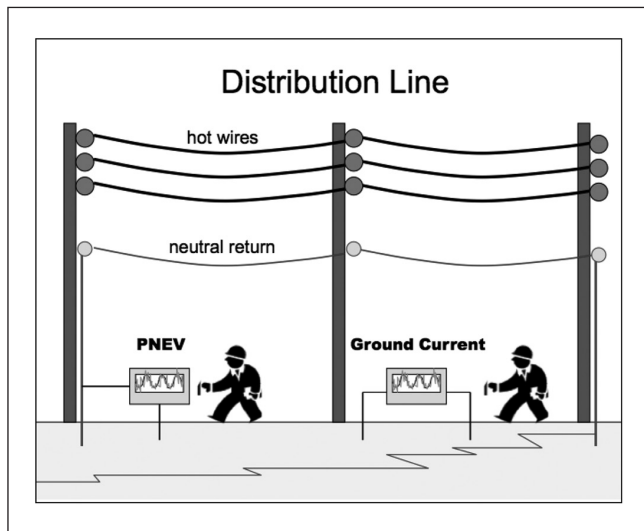 Distribution Line
hot wires
neutral return
PNEV
Ground Current